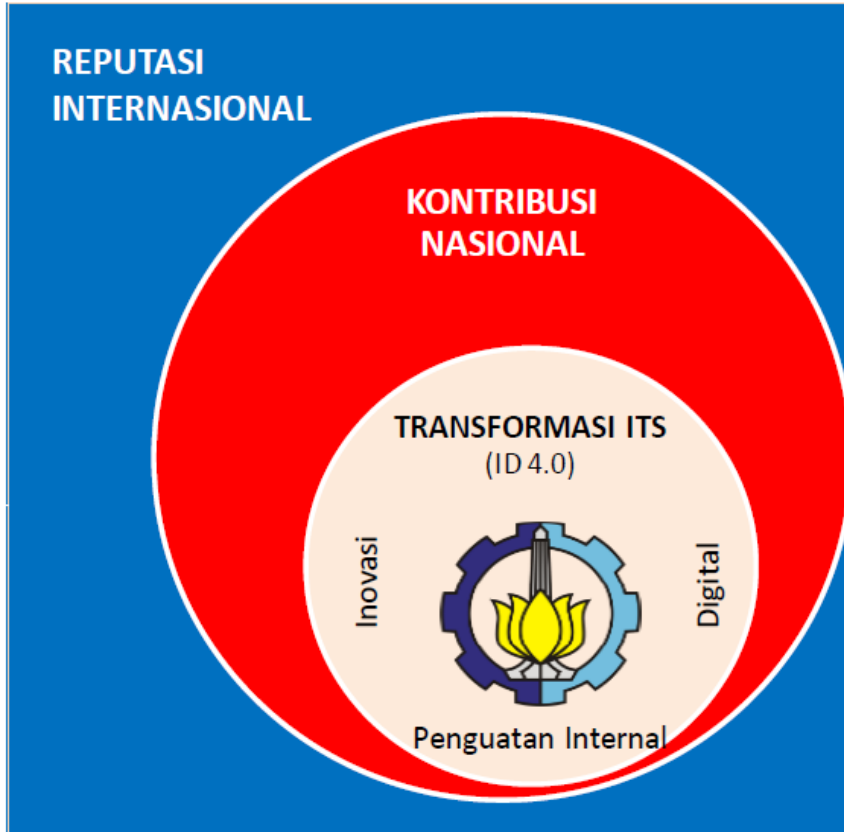 REPUTASI
INTERNASIONAL
KONTRIBUSI
NASIONAL
TRANSFORMASI ITS
(ID 4.0)
Inovasi
Digital
Penguatan Internal